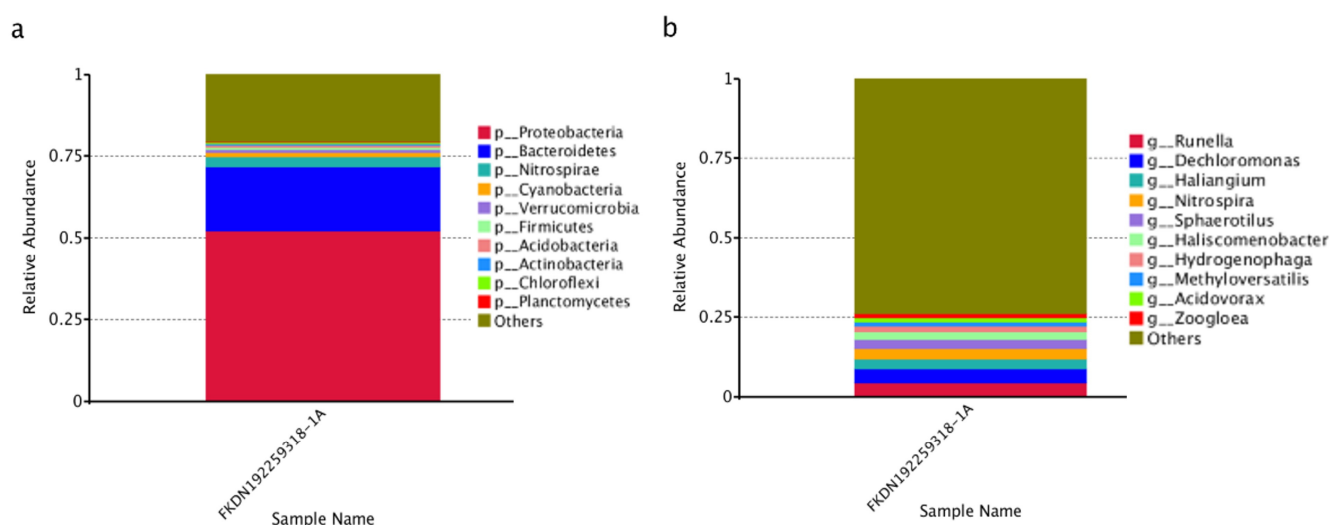 a
Relative Abundance
1
0.75
0.5
0.25
0
FKDN192259318-1A
Sample Name
p__Proteobacteria
p__Bacteroidetes
p__Nitrospirae
p__Cyanobacteria
p__Verrucomicrobia
p__Firmicutes
p__Acidobacteria
p__Actinobacteria
p__Chloroflexi
p__Planctomycetes
Others
b
Relative Abundance
1
0.75
0.5
0.25
0
FKDN192259318-1A
Sample Name
g__Runella
g__Dechloromonas
g__Haliangium
g__Nitrospira
g__Sphaerotilus
g__Haliscomenobacter
g__Hydrogenophaga
g__Methyloversatilis
g__Acidovorax
g__Zoogloea
Others